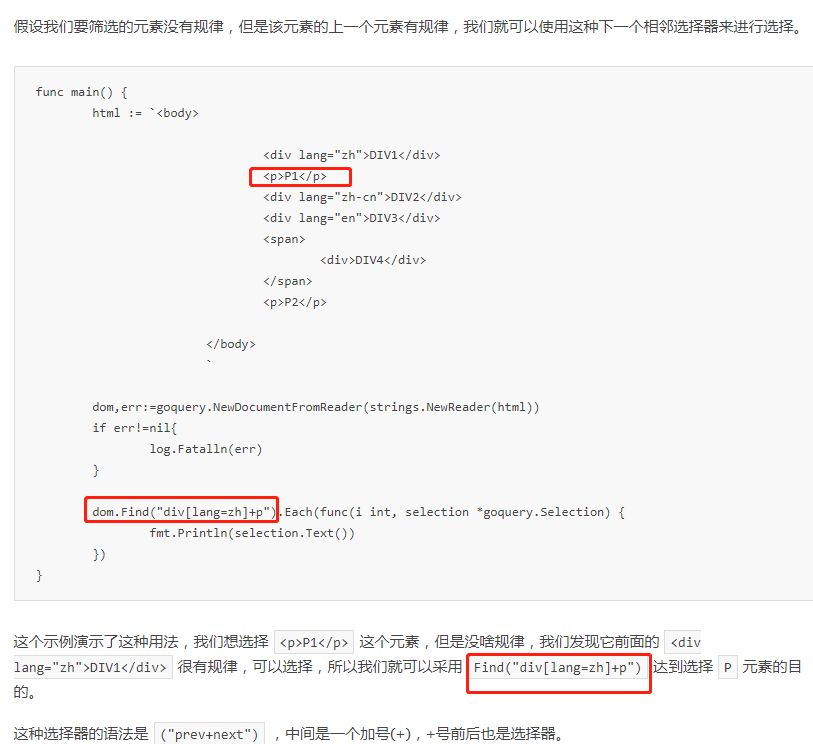 假设我们要筛选的元素没有规律，但是该元素的上一个元素有规律，我们就可以使用这种下一个相邻选择器来进行选择。
func main() {
html := `<body>
<div lang="zh">DIV1</div>
<p>P1</p>
<div lang="zh-cn">DIV2</div>
<div lang="en">DIV3</div>
<span>
<div>DIV4</div>
</span>
<p>P2</p>
</body>
`
dom,err:=goquery.NewDocumentFromReader(strings.NewReader(html))
if err!=nil{
log.Fatalln(err)
}
dom.Find("div[lang=zh]+p").Each(func(i int, selection *goquery.Selection) {
fmt.Println(selection.Text())
})
}
这个示例演示了这种用法，我们想选择 <p>P1</p> 这个元素，但是没啥规律，我们发现它前面的 <div
lang="zh">DIV1</div> 很有规律，可以选择，所以我们就可以采用 Find("div[lang=zh]+p") 达到选择 P 元素的目
的。
这种选择器的语法是 ("prev+next") ，中间是一个加号(+)，+号前后也是选择器。